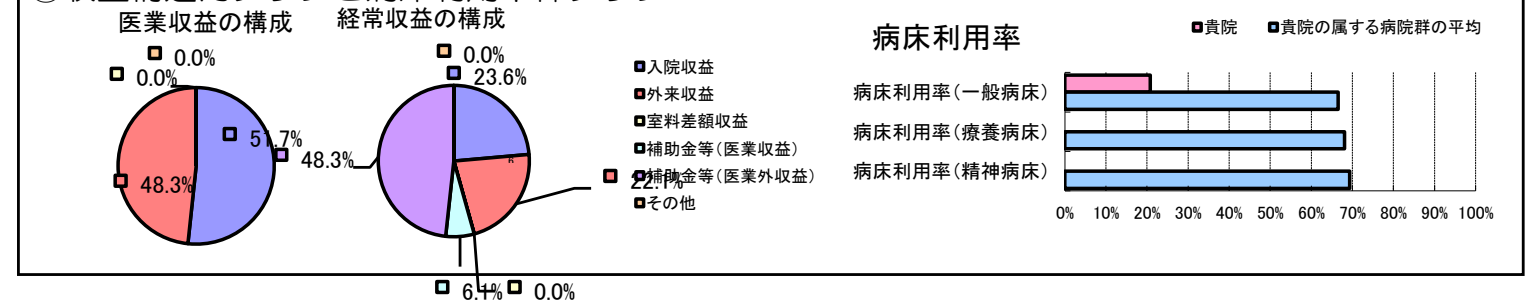 医業収益の構成
経常収益の構成
0.0%
0.0%
51.7%
48.3%
0.0%
23.6%
48.3%
22.1%
6.1%
0.0%
入院収益
外来収益
室料差額収益
補助金等(医業収益)
補助金等(医業外収益)
その他
病床利用率
貴院
貴院の属する病院群の平均
病床利用率(一般病床)
病床利用率(療養病床)
病床利用率(精神病床)
0% 10% 20% 30% 40% 50% 60% 70% 80% 90% 100%